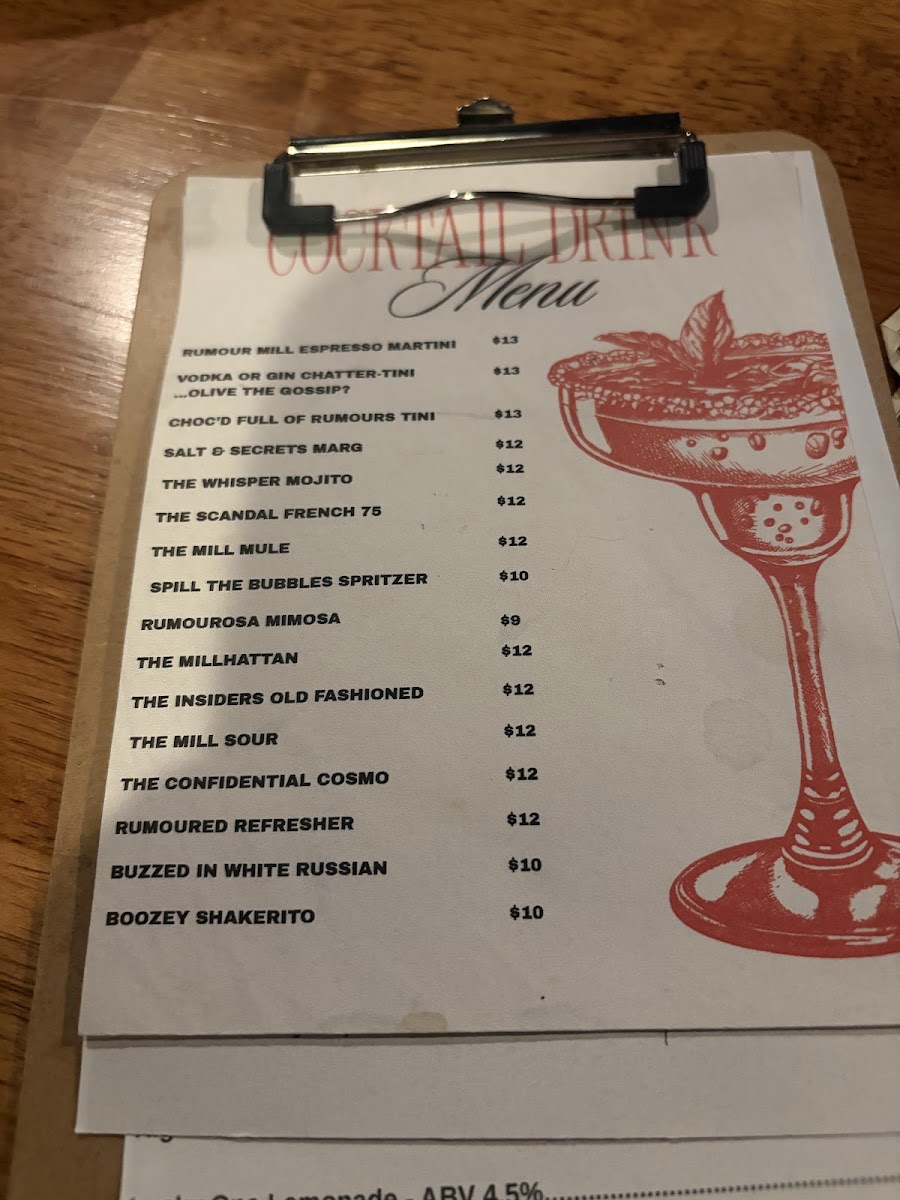 COCKTAIL DRINK
Menu
RUMOUR MILL ESPRESSO MARTINI $13
VODKA OR GIN CHATTER-TINI $13
...OLIVE THE GOSSIP?
CHOC'D FULL OF RUMOURS TINI $13
SALT & SECRETS MARG $12
THE WHISPER MOJITO $12
THE SCANDAL FRENCH 75 $12
THE MILL MULE $12
SPILL THE BUBBLES SPRITZER $10
RUMOUROSA MIMOSA $9
THE MILLHATTAN $12
THE INSIDERS OLD FASHIONED $12
THE MILL SOUR $12
THE CONFIDENTIAL COSMO $12
RUMOURED REFRESHER $12
BUZZED IN WHITE RUSSIAN $10
BOOZEY SHAKERITO $10
Lemonade - ABV 4.5%